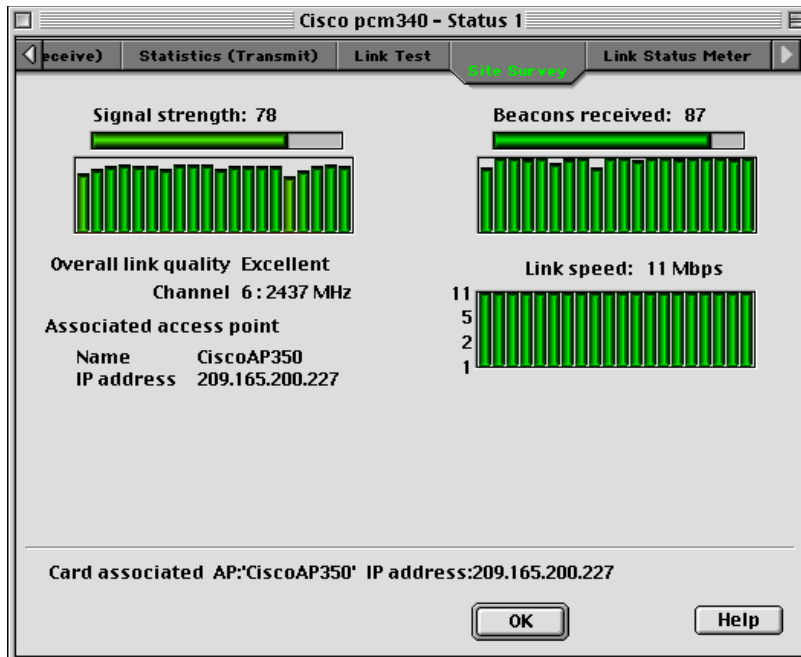 Cisco pcm340 - Status 1
eceive) Statistics (Transmit) Link Test Site Survey Link Status Meter
Signal strength: 78 Beacons received: 87
Overall link quality Excellent
Link speed: 11 Mbps
Channel 6 : 2437 MHz
11
5
2
1
Associated access point
Name CiscoAP350
IP address 209.165.200.227
Card associated AP:'CiscoAP350' IP address:209.165.200.227
OK Help